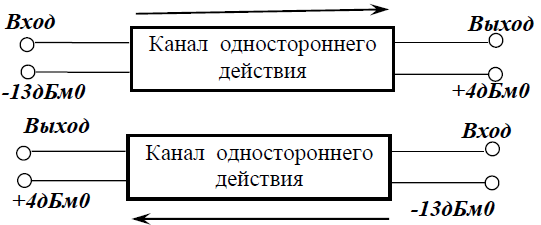 Вход
Выход
Канал одностороннего
действия
-13дБм0
+4дБм0
Выход
Вход
Канал одностороннего
действия
+4дБм0
-13дБм0